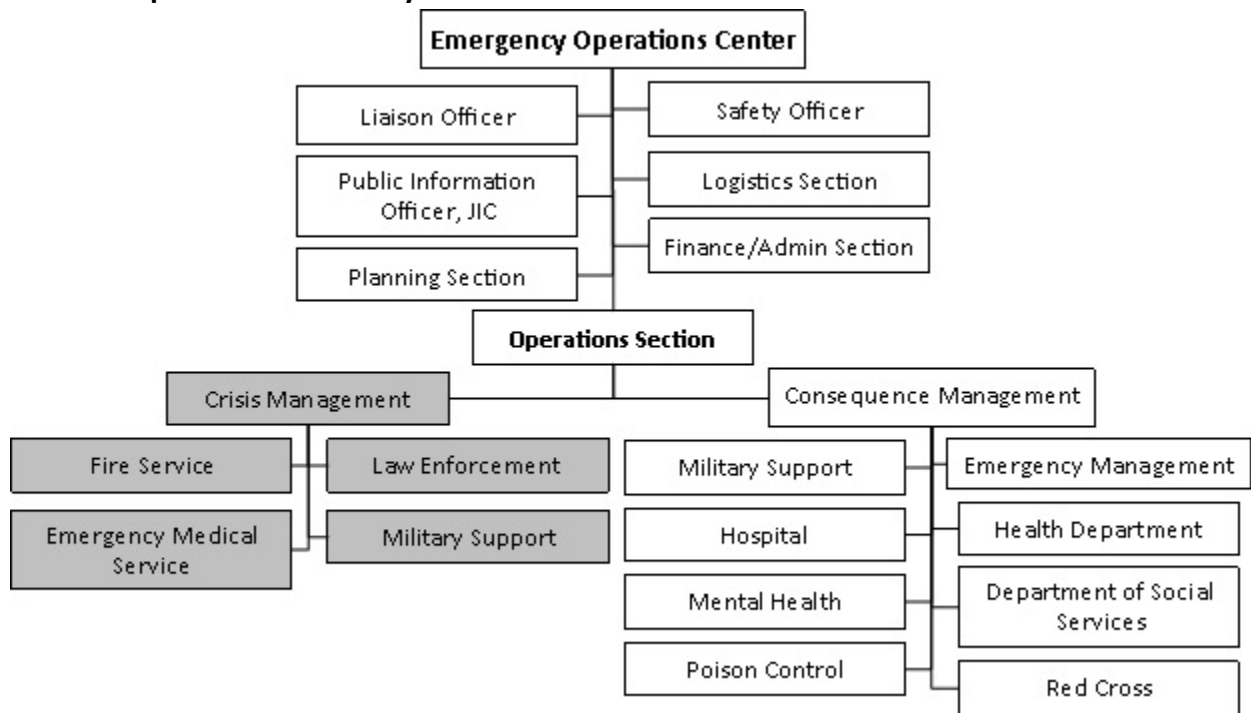 Emergency Operations Center
Liaison Officer
Safety Officer
Public Information
Officer, JIC
Logistics Section
Planning Section
Finance/Admin Section
Operations Section
Crisis Management
Consequence Management
Fire Service
Law Enforcement
Emergency Medical
Service
Military Support
Military Support
Emergency Management
Hospital
Health Department
Mental Health
Department of Social
Services
Poison Control
Red Cross